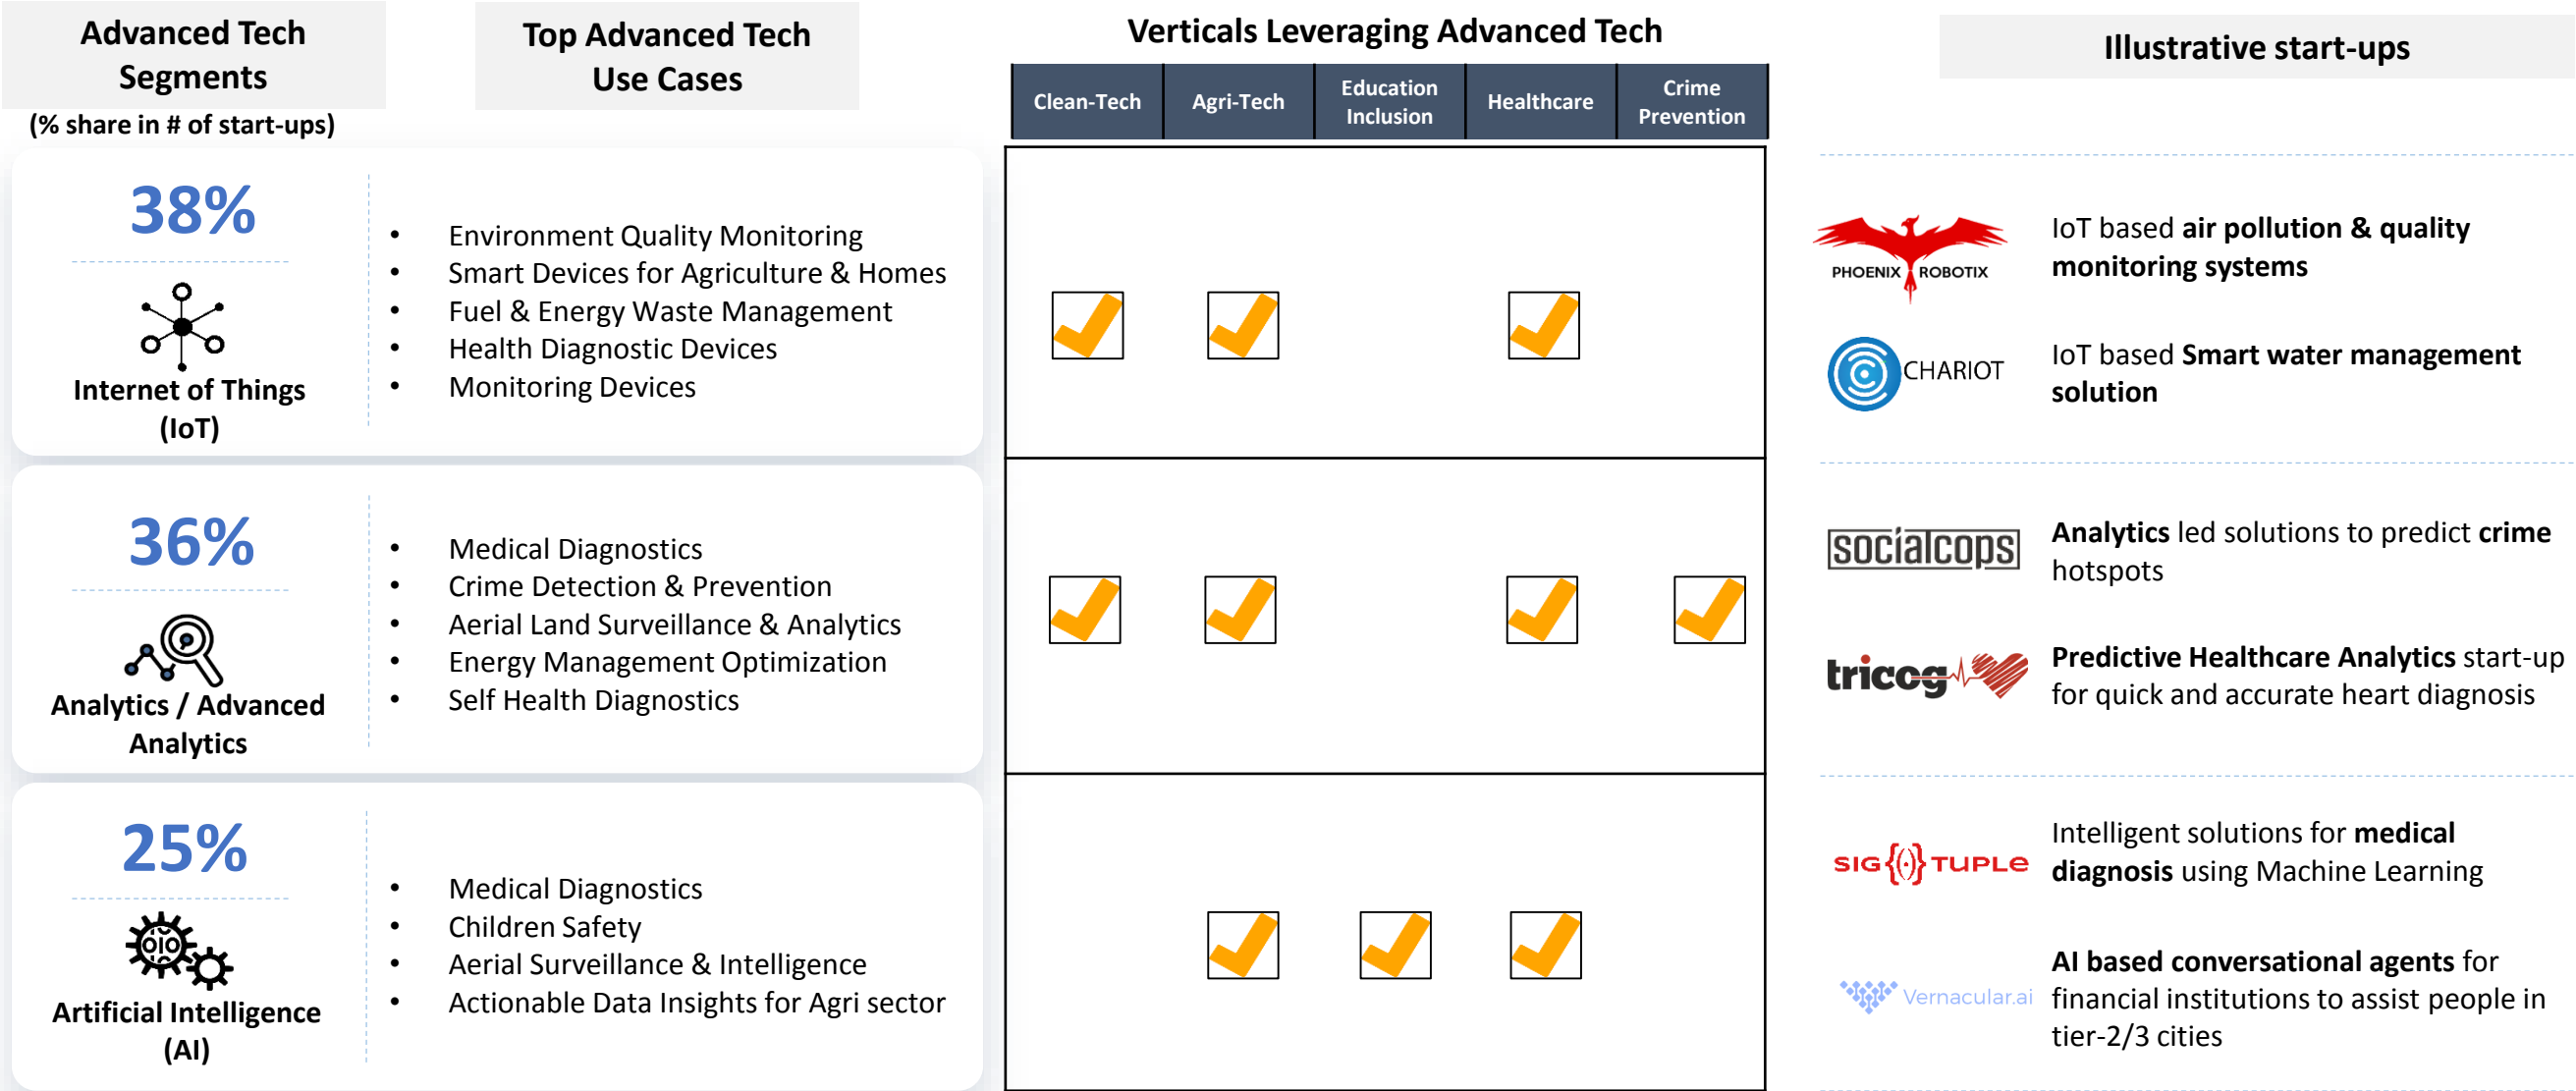 Advanced Tech
Segments
(% share in # of start-ups)
Top Advanced Tech
Use Cases
Verticals Leveraging Advanced Tech
Clean-Tech
Agri-Tech
Education
Inclusion
Healthcare
Crime
Prevention
Illustrative start-ups
38%
Internet of Things
(IoT)
• Environment Quality Monitoring
• Smart Devices for Agriculture & Homes
• Fuel & Energy Waste Management
• Health Diagnostic Devices
• Monitoring Devices
PHOENIX ROBOTIX
IoT based air pollution & quality
monitoring systems
CHARIOT
IoT based Smart water management
solution
36%
Analytics / Advanced
Analytics
• Medical Diagnostics
• Crime Detection & Prevention
• Aerial Land Surveillance & Analytics
• Energy Management Optimization
• Self Health Diagnostics
socialcops
Analytics led solutions to predict crime
hotspots
tricog
Predictive Healthcare Analytics start-up
for quick and accurate heart diagnosis
25%
Artificial Intelligence
(AI)
• Medical Diagnostics
• Children Safety
• Aerial Surveillance & Intelligence
• Actionable Data Insights for Agri sector
SIG{(·)}TUPLE
Intelligent solutions for medical
diagnosis using Machine Learning
Vernacular.ai
AI based conversational agents for
financial institutions to assist people in
tier-2/3 cities